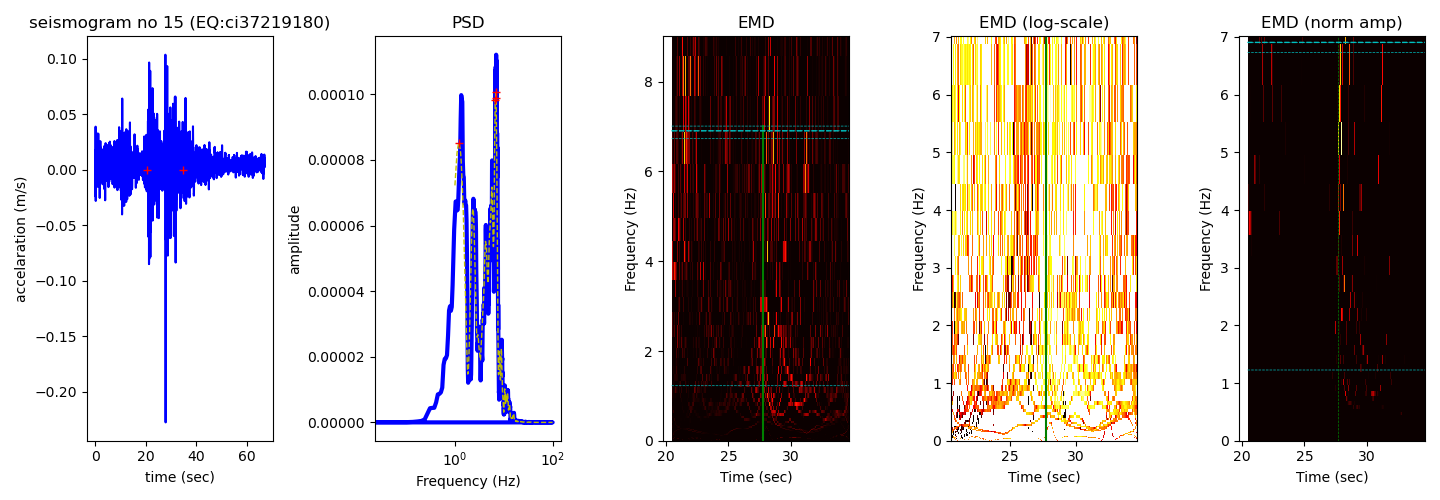 seismogram no 15 (EQ:ci37219180)
PSD
EMD
EMD (log-scale)
EMD (norm amp)
accelaration (m/s)
0.10
0.05
0.00
−0.05
−0.10
−0.15
−0.20
0 20 40 60
time (sec)
amplitude
0.00010
0.00008
0.00006
0.00004
0.00002
0.00000
10^0 10^2
Frequency (Hz)
Frequency (Hz)
8
6
4
2
0
20 25 30
Time (sec)
Frequency (Hz)
7
6
5
4
3
2
1
0
25 30
Time (sec)
Frequency (Hz)
7
6
5
4
3
2
1
0
20 25 30
Time (sec)